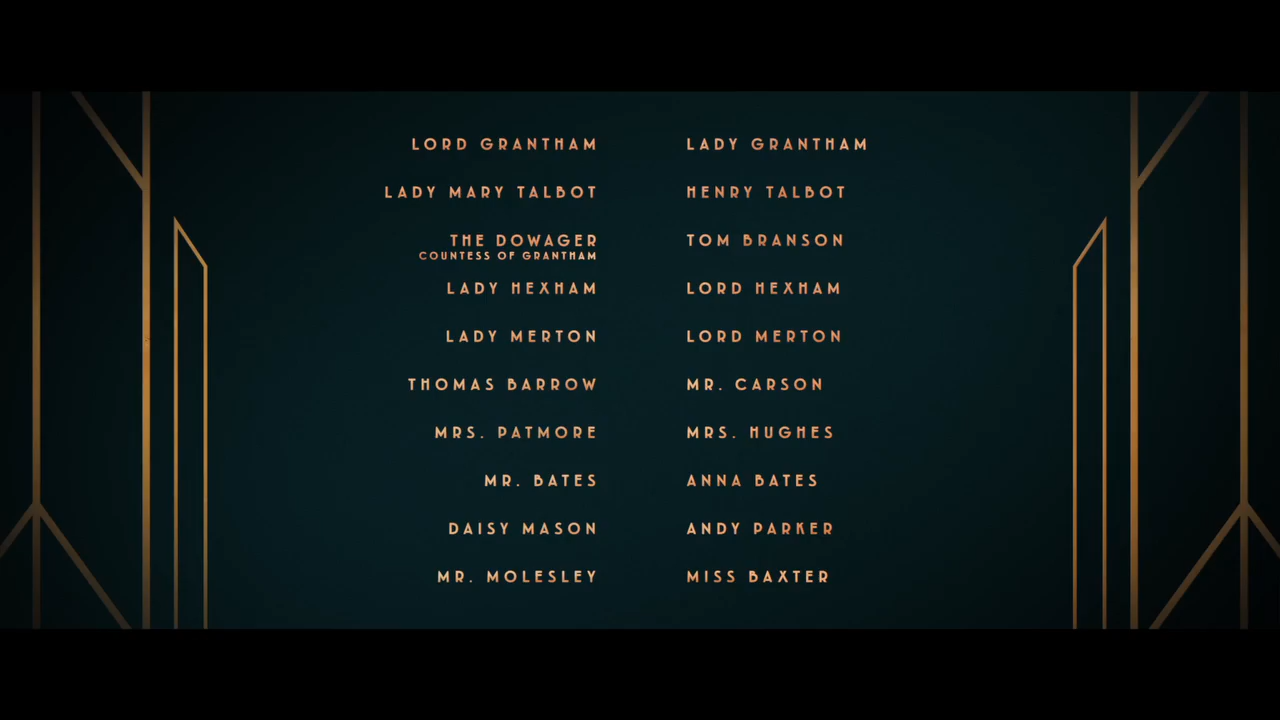 LORD GRANTHAM LADY GRANTHAM
LADY MARY TALBOT HENRY TALBOT
THE DOWAGER TOM BRANSON
COUNTESS OF GRANTHAM
LADY HEXHAM LORD HEXHAM
LADY MERTON LORD MERTON
THOMAS BARROW MR. CARSON
MRS. PATMORE MRS. HUGHES
MR. BATES ANNA BATES
DAISY MASON ANDY PARKER
MR. MOLESLEY MISS BAXTER